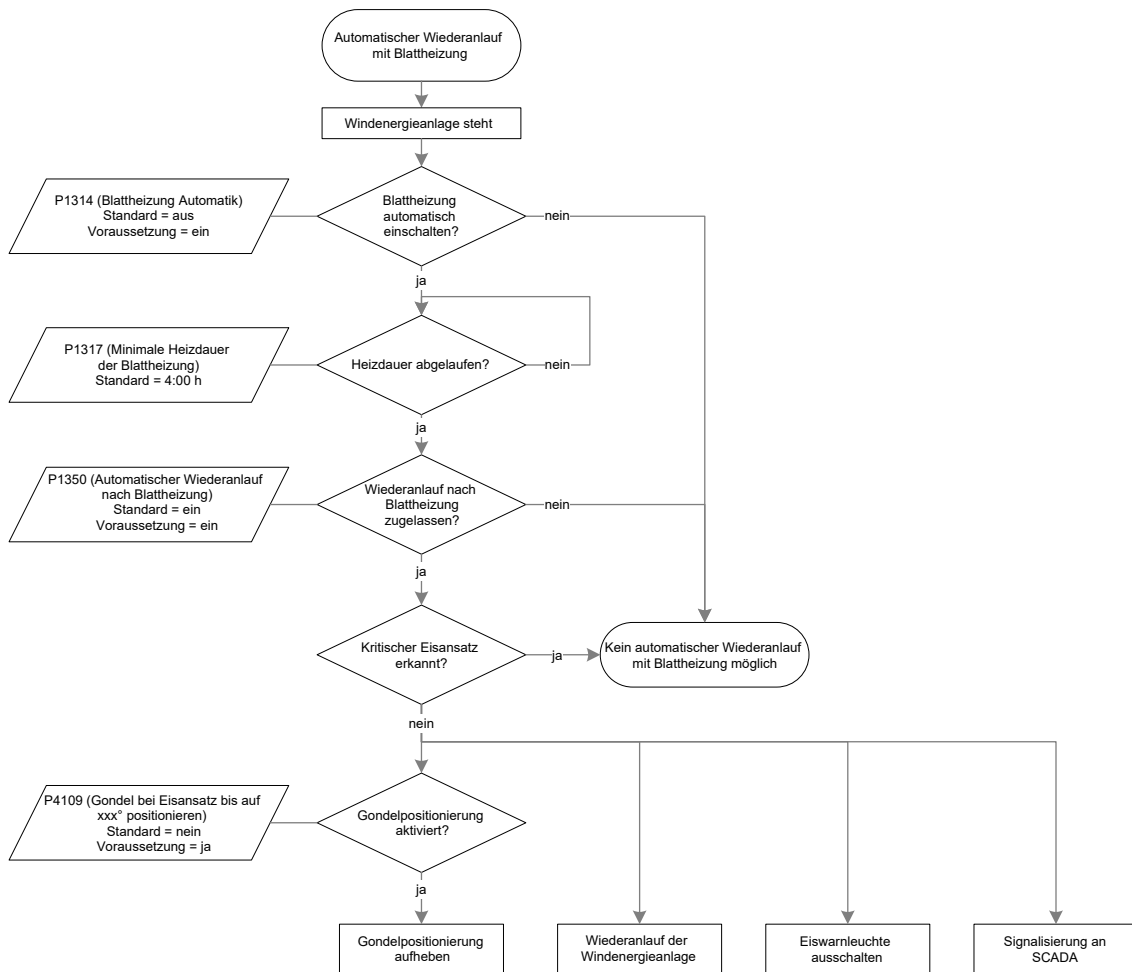 Automatischer Wiederanlauf
mit Blattheizung
Windenergieanlage steht
P1314 (Blattheizung Automatik)
Standard = aus
Voraussetzung = ein
Blattheizung
automatisch
einschalten?
nein
ja
P1317 (Minimale Heizdauer
der Blattheizung)
Standard = 4:00 h
Heizdauer abgelaufen?
nein
ja
P1350 (Automatischer Wiederanlauf
nach Blattheizung)
Standard = ein
Voraussetzung = ein
Wiederanlauf nach
Blattheizung
zugelassen?
nein
ja
Kritischer Eisansatz
erkannt?
ja
Kein automatischer Wiederanlauf
mit Blattheizung möglich
nein
P4109 (Gondel bei Eisansatz bis auf
xxx° positionieren)
Standard = nein
Voraussetzung = ja
Gondelpositionierung
aktiviert?
ja
Gondelpositionierung
aufheben
Wiederanlauf der
Windenergieanlage
Eiswarnleuchte
ausschalten
Signalisierung an
SCADA